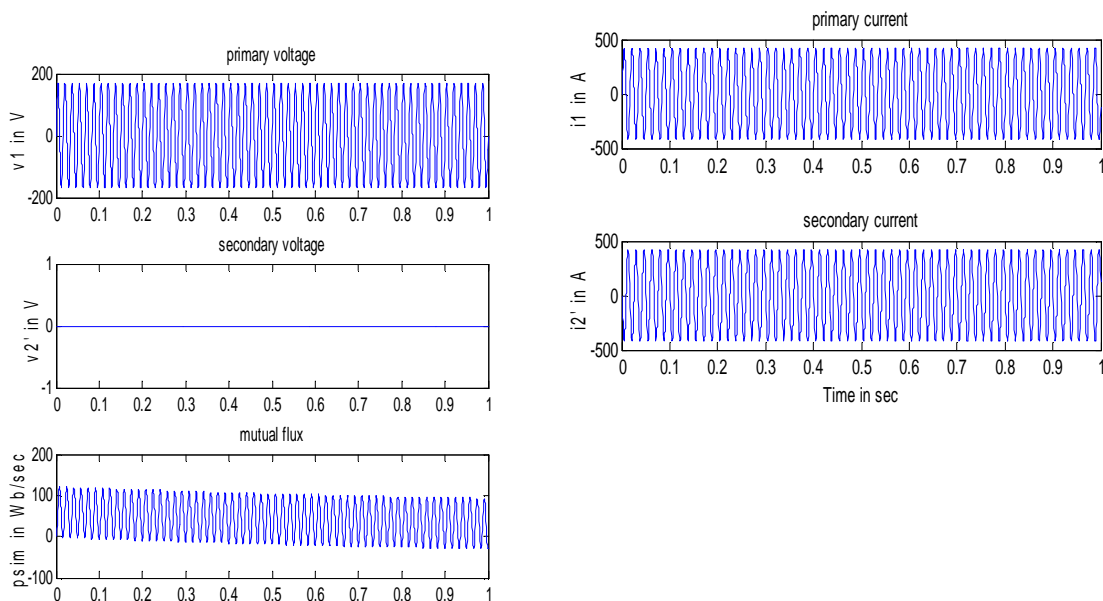 primary voltage
v1 in V
200
0
-200
0 0.1 0.2 0.3 0.4 0.5 0.6 0.7 0.8 0.9 1
secondary voltage
v2' in V
1
0
-1
0 0.1 0.2 0.3 0.4 0.5 0.6 0.7 0.8 0.9 1
mutual flux
psim in Wb/sec
200
100
0
-100
0 0.1 0.2 0.3 0.4 0.5 0.6 0.7 0.8 0.9 1
primary current
i1 in A
500
0
-500
0 0.1 0.2 0.3 0.4 0.5 0.6 0.7 0.8 0.9 1
secondary current
i2' in A
500
0
-500
0 0.1 0.2 0.3 0.4 0.5 0.6 0.7 0.8 0.9 1
Time in sec